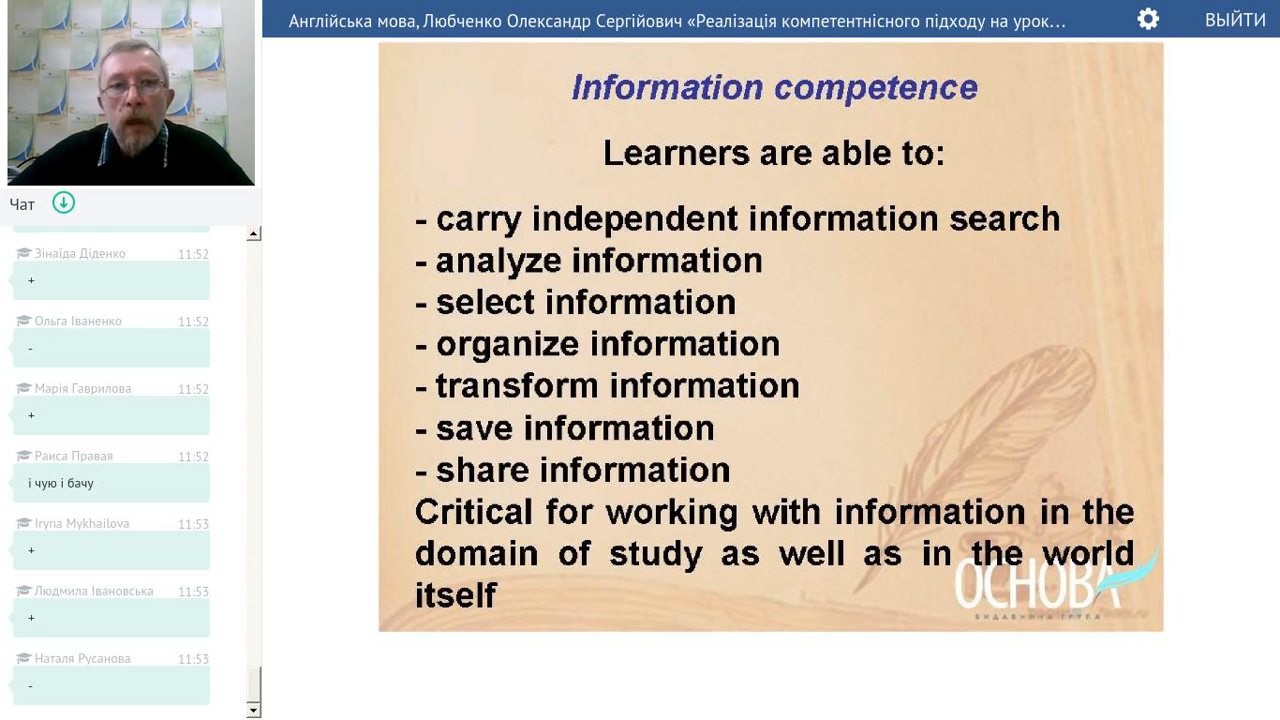 Англійська мова, Любченко Олександр Сергійович «Реалізація компетентнісного підходу на урок...
ВЫЙТИ
Чат
Зінаїда Діденко 11:52
+
Ольга Іваненко 11:52
-
Марія Гаврилова 11:52
+
Раиса Правая 11:52
і чую і бачу
Iryna Mykhailova 11:53
+
Людмила Івановська 11:53
+
Наталя Русанова 11:53
-
Information competence
Learners are able to:
- carry independent information search
- analyze information
- select information
- organize information
- transform information
- save information
- share information
Critical for working with information in the
domain of study as well as in the world
itself
ОСНОВА
ВИДАВНИЧА ГРУПА